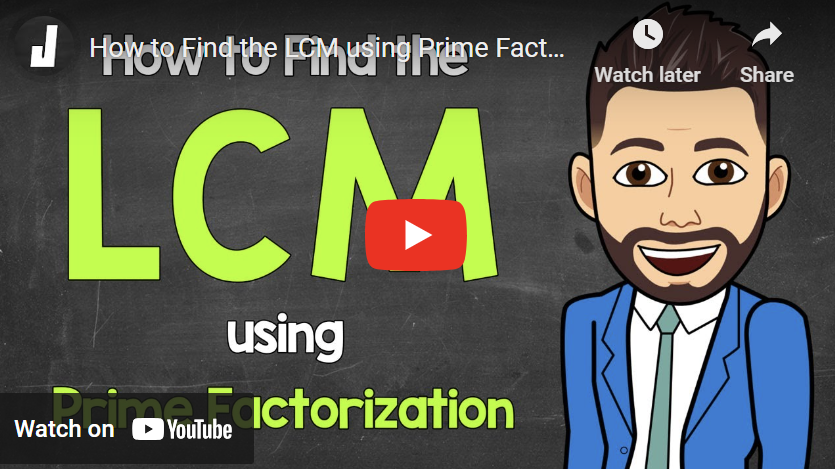 How to Find the LCM using Prime Fact...
Watch later
Share
How to Find the
LCM
using
Prime Factorization
Watch on YouTube